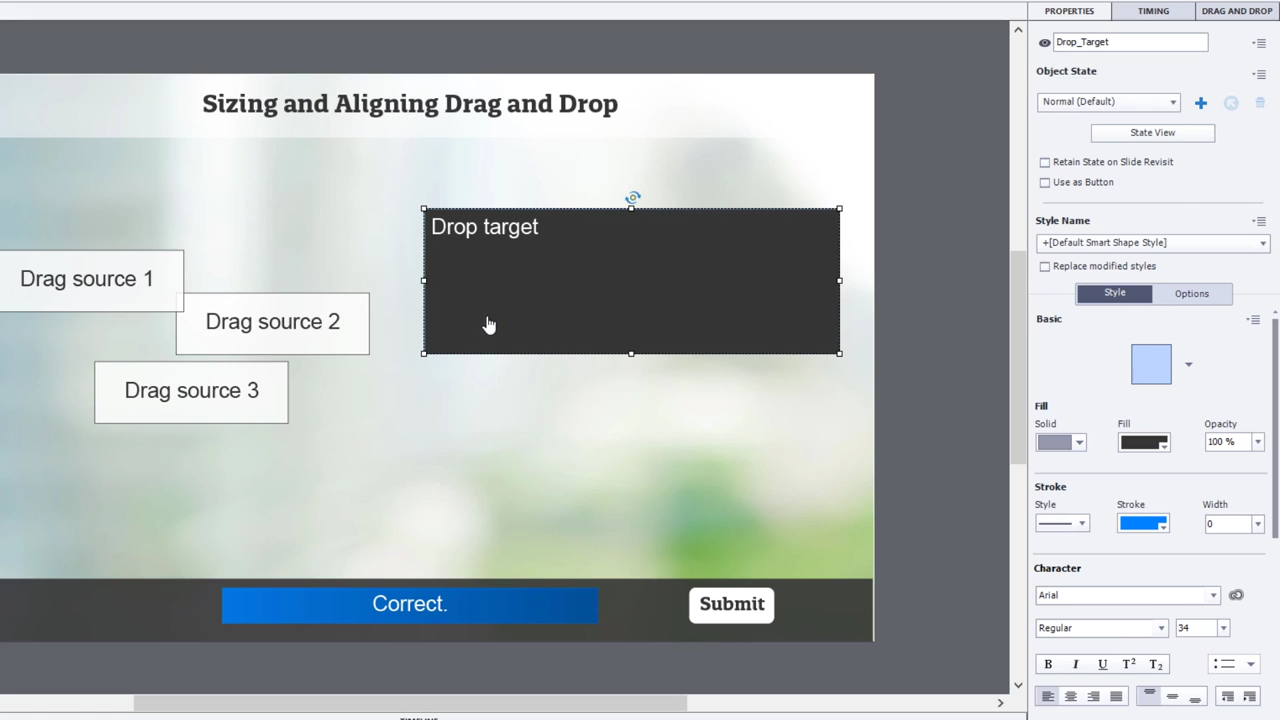 PROPERTIES TIMING DRAG AND DROP
Drop_Target
Object State
Normal (Default)
State View
Retain State on Slide Revisit
Use as Button
Style Name
+[Default Smart Shape Style]
Replace modified styles
Style Options
Basic
Fill
Solid Fill Opacity
100 %
Stroke
Style Stroke Width
0
Character
Arial
Regular 34
B I U T² T₂
Sizing and Aligning Drag and Drop
Drop target
Drag source 1
Drag source 2
Drag source 3
Correct.
Submit